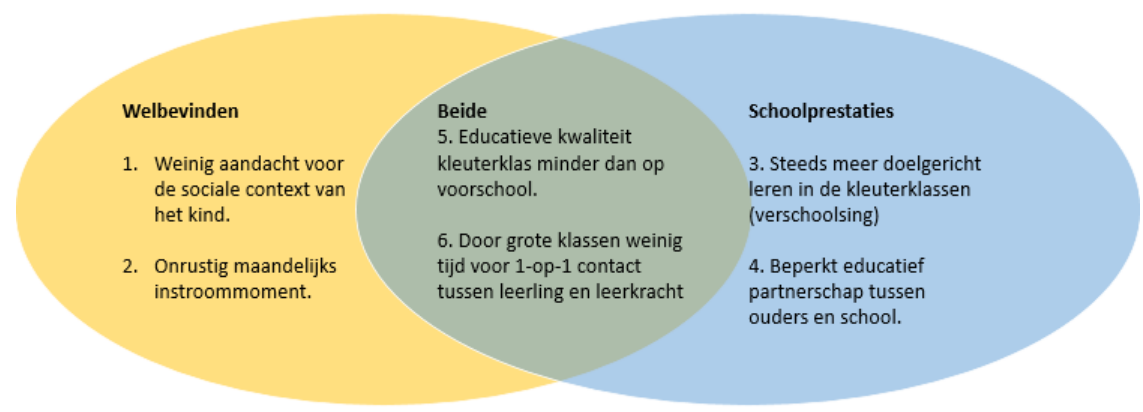 Welbevinden
1. Weinig aandacht voor
de sociale context van
het kind.
2. Onrustig maandelijks
instroommoment.
Beide
5. Educatieve kwaliteit
kleuterklas minder dan op
voorschool.
6. Door grote klassen weinig
tijd voor 1-op-1 contact
tussen leerling en leerkracht
Schoolprestaties
3. Steeds meer doelgericht
leren in de kleuterklassen
(verschoolsing)
4. Beperkt educatief
partnerschap tussen
ouders en school.